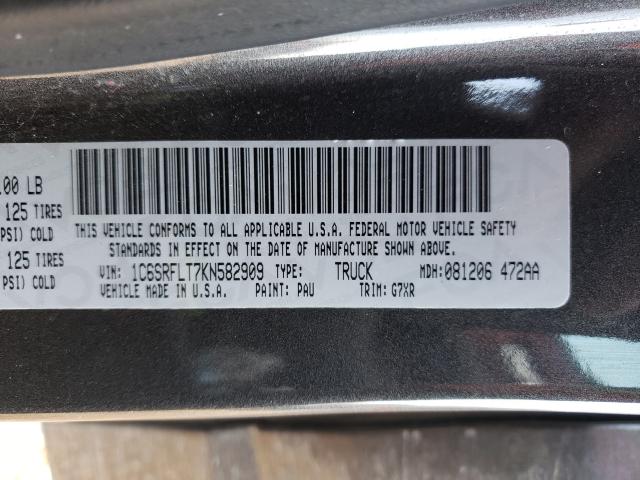 .00 LB
125 TIRES
PSI) COLD
125 TIRES
PSI) COLD
THIS VEHICLE CONFORMS TO ALL APPLICABLE U.S.A. FEDERAL MOTOR VEHICLE SAFETY
STANDARDS IN EFFECT ON THE DATE OF MANUFACTURE SHOWN ABOVE.
VIN: 1C6SRFLT7KN582909 TYPE: TRUCK MDH: 081206 472AA
VEHICLE MADE IN U.S.A. PAINT: PAU TRIM: G7XR